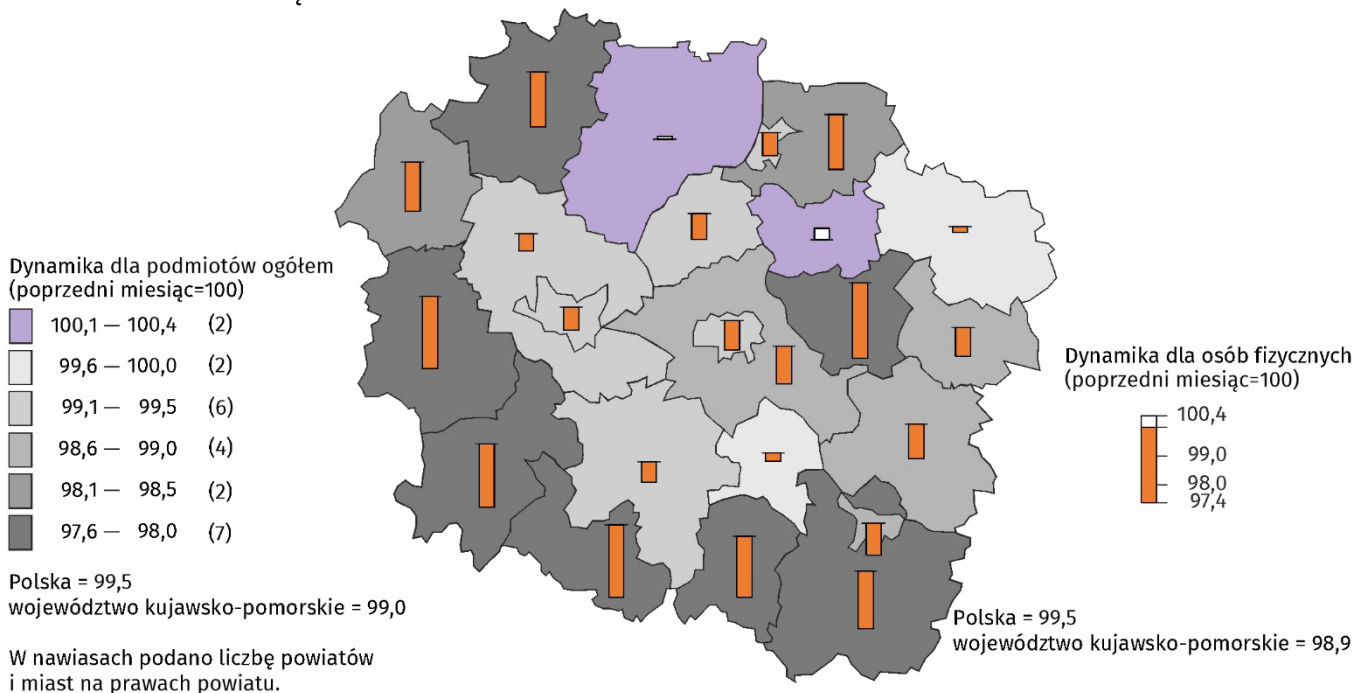 Dynamika dla podmiotów ogółem
(poprzedni miesiąc=100)
100,1 — 100,4 (2)
99,6 — 100,0 (2)
99,1 — 99,5 (6)
98,6 — 99,0 (4)
98,1 — 98,5 (2)
97,6 — 98,0 (7)
Polska = 99,5
województwo kujawsko-pomorskie = 99,0
W nawiasach podano liczbę powiatów
i miast na prawach powiatu.
Dynamika dla osób fizycznych
(poprzedni miesiąc=100)
100,4
99,0
98,0
97,4
Polska = 99,5
województwo kujawsko-pomorskie = 98,9